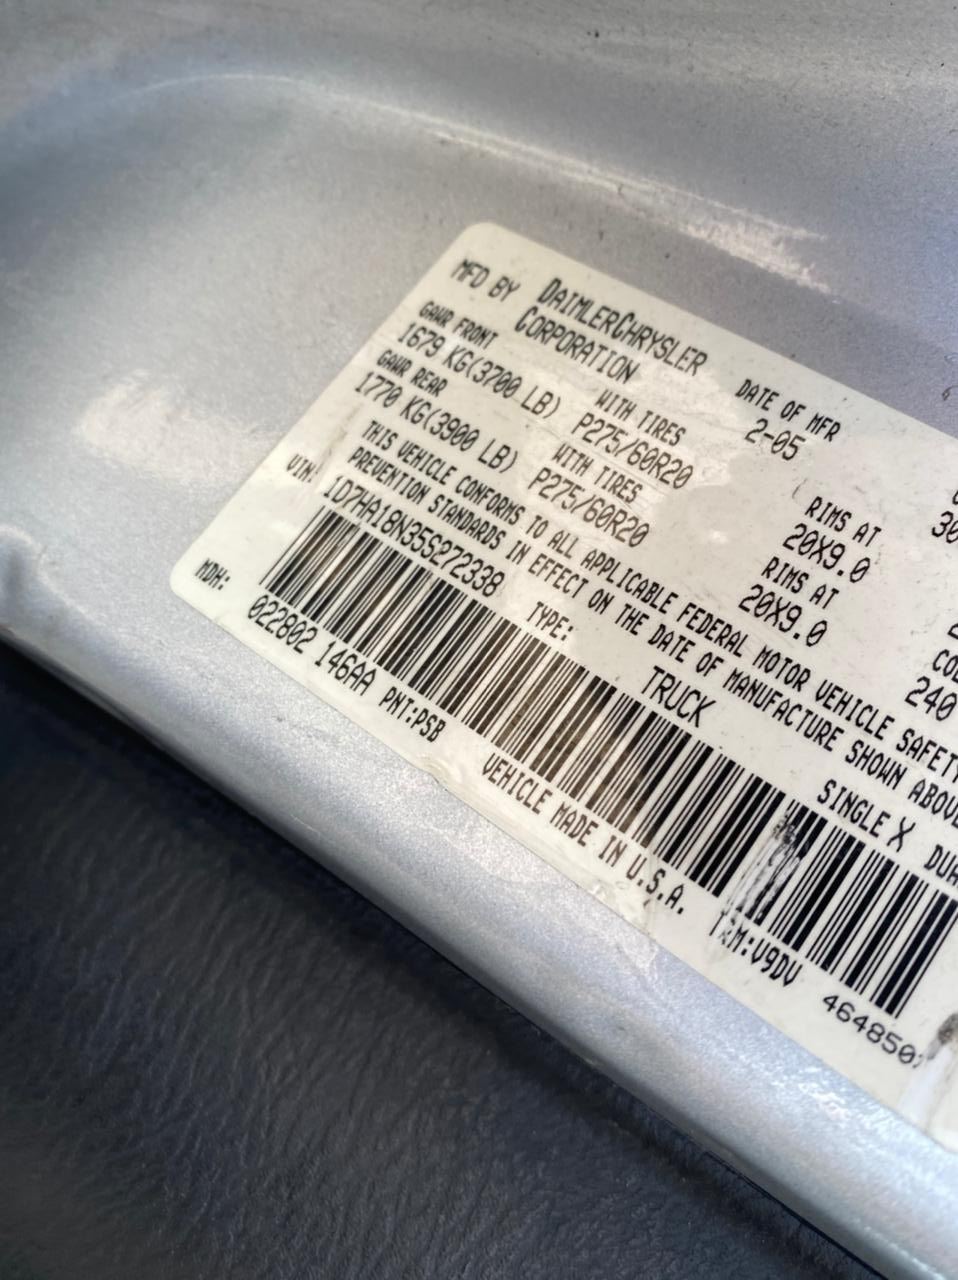 MFD BY DAIMLERCHRYSLER
CORPORATION
DATE OF MFR
2-05
GAWR FRONT
1679 KG(3700 LB)
WITH TIRES
P275/60R20
RIMS AT
20X9.0
30
GAWR REAR
1770 KG(3900 LB)
WITH TIRES
P275/60R20
RIMS AT
20X9.0
240
THIS VEHICLE CONFORMS TO ALL APPLICABLE FEDERAL MOTOR VEHICLE SAFETY
PREVENTION STANDARDS IN EFFECT ON THE DATE OF MANUFACTURE SHOWN ABOVE
VIN: 1D7HA18N35S272338
TYPE: TRUCK
SINGLE X
MDH: 022802 146AA
PNT:PSB
VEHICLE MADE IN U.S.A.
TRM:V9DV